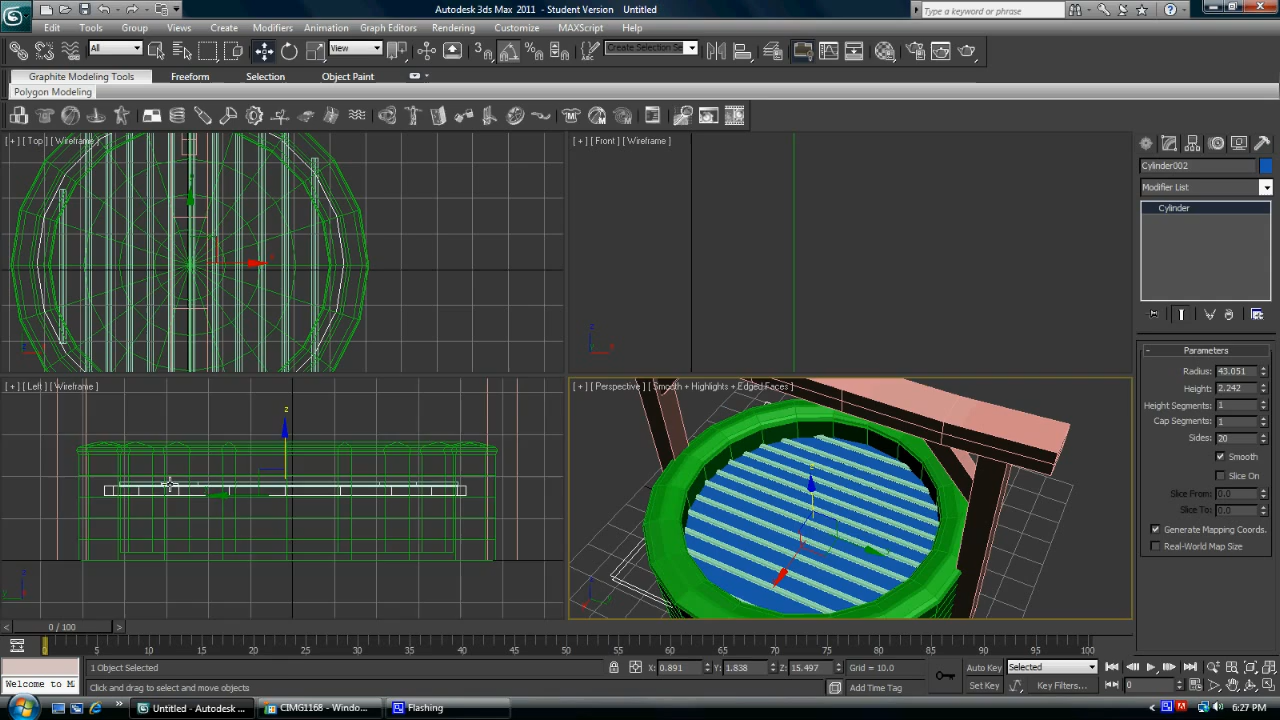 Autodesk 3ds Max 2011 - Student Version Untitled
Type a keyword or phrase
Edit Tools Group Views Create Modifiers Animation Graph Editors Rendering Customize MAXScript Help
All View Create Selection Se
Graphite Modeling Tools Freeform Selection Object Paint
Polygon Modeling
[ + ] [ Top ] [ Wireframe ]
[ + ] [ Front ] [ Wireframe ]
[ + ] [ Left ] [ Wireframe ]
[ + ] [ Perspective ] [ Smooth + Highlights + Edged Faces ]
Cylinder002
Modifier List
Cylinder
- Parameters
Radius: 43.051
Height: 2.242
Height Segments: 1
Cap Segments: 1
Sides: 20
Smooth
Slice On
Slice From: 0.0
Slice To: 0.0
Generate Mapping Coords.
Real-World Map Size
< 0 / 100 >
0 5 10 15 20 25 30 35 40 45 50 55 60 65 70 75 80 85 90 95 100
1 Object Selected
X: 0.891 Y: 1.838 Z: 15.497 Grid = 10.0
Auto Key Selected
Welcome to M
Click and drag to select and move objects
Add Time Tag
Set Key Key Filters... 0
Untitled - Autodesk ... CIMG1168 - Windo... Flashing 6:27 PM